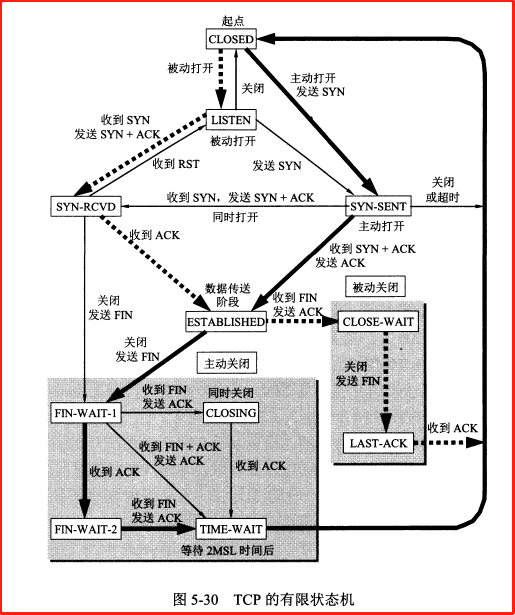 起点
CLOSED
被动打开
关闭
主动打开
发送 SYN
收到 SYN
发送 SYN + ACK
LISTEN
被动打开
收到 RST
发送 SYN
SYN-RCVD
收到 SYN，发送 SYN + ACK
同时打开
SYN-SENT
主动打开
关闭
或超时
收到 ACK
收到 SYN + ACK
发送 ACK
数据传送
阶段
ESTABLISHED
收到 FIN
发送 ACK
被动关闭
CLOSE-WAIT
关闭
发送 FIN
关闭
发送 FIN
关闭
发送 FIN
主动关闭
LAST-ACK
收到 ACK
FIN-WAIT-1
收到 FIN
发送 ACK
同时关闭
CLOSING
收到 FIN + ACK
发送 ACK
收到 ACK
收到 ACK
FIN-WAIT-2
收到 FIN
发送 ACK
TIME-WAIT
等待 2MSL 时间后
图 5-30 TCP 的有限状态机